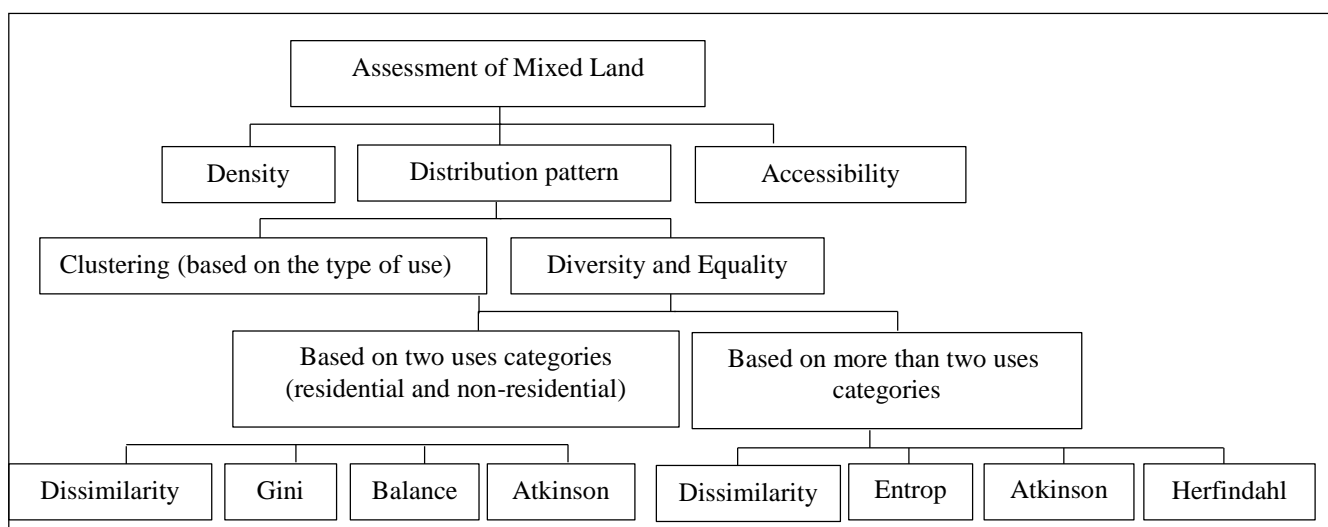 Assessment of Mixed Land
Density
Distribution pattern
Accessibility
Clustering (based on the type of use)
Diversity and Equality
Based on two uses categories
(residential and non-residential)
Based on more than two uses
categories
Dissimilarity
Gini
Balance
Atkinson
Dissimilarity
Entrop
Atkinson
Herfindahl